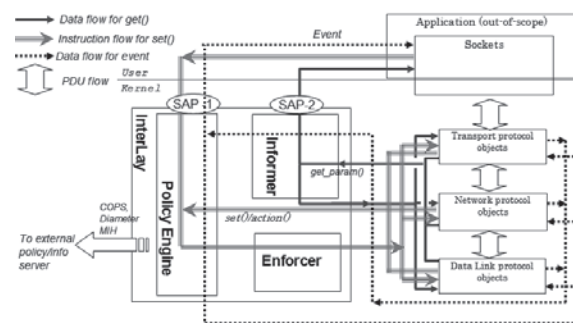 Data flow for get()
Instruction flow for set()
Data flow for event
PDU flow
User
Kernel
Event
Application (out-of-scope)
Sockets
SAP-1
SAP-2
InterLay
Policy Engine
Informer
Enforcer
get_param()
set()/action()
COPS,
Diameter
MIH
To external
policy/info
server
Transport protocol
objects
Network protocol
objects
Data Link protocol
objects